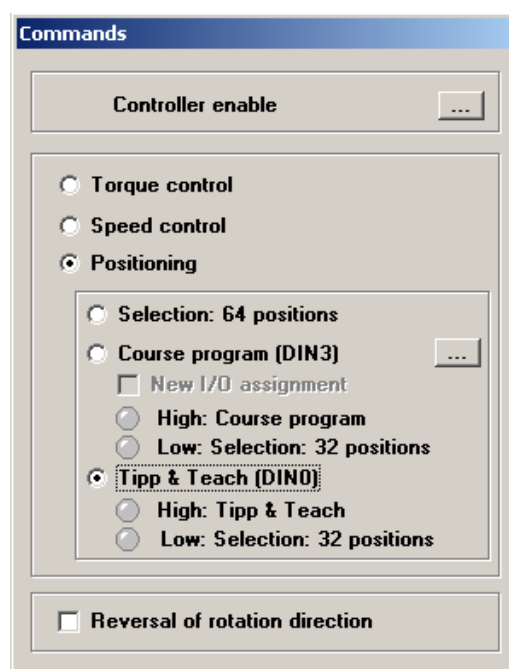 Commands
Controller enable ...
Torque control
Speed control
Positioning
Selection: 64 positions
Course program (DIN3) ...
New I/O assignment
High: Course program
Low: Selection: 32 positions
Tipp & Teach (DIN0)
High: Tipp & Teach
Low: Selection: 32 positions
Reversal of rotation direction